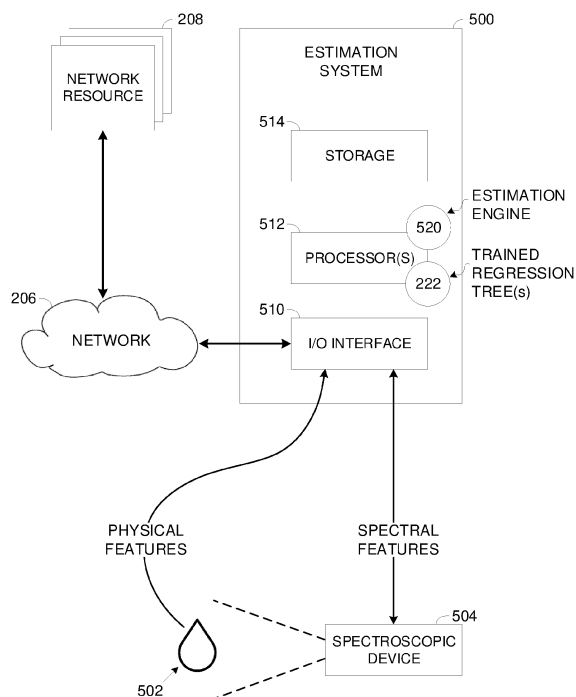 208
NETWORK
RESOURCE
500
ESTIMATION
SYSTEM
514
STORAGE
ESTIMATION
ENGINE
520
512
PROCESSOR(S)
TRAINED
REGRESSION
TREE(s)
222
206
NETWORK
510
I/O INTERFACE
PHYSICAL
FEATURES
SPECTRAL
FEATURES
504
SPECTROSCOPIC
DEVICE
502